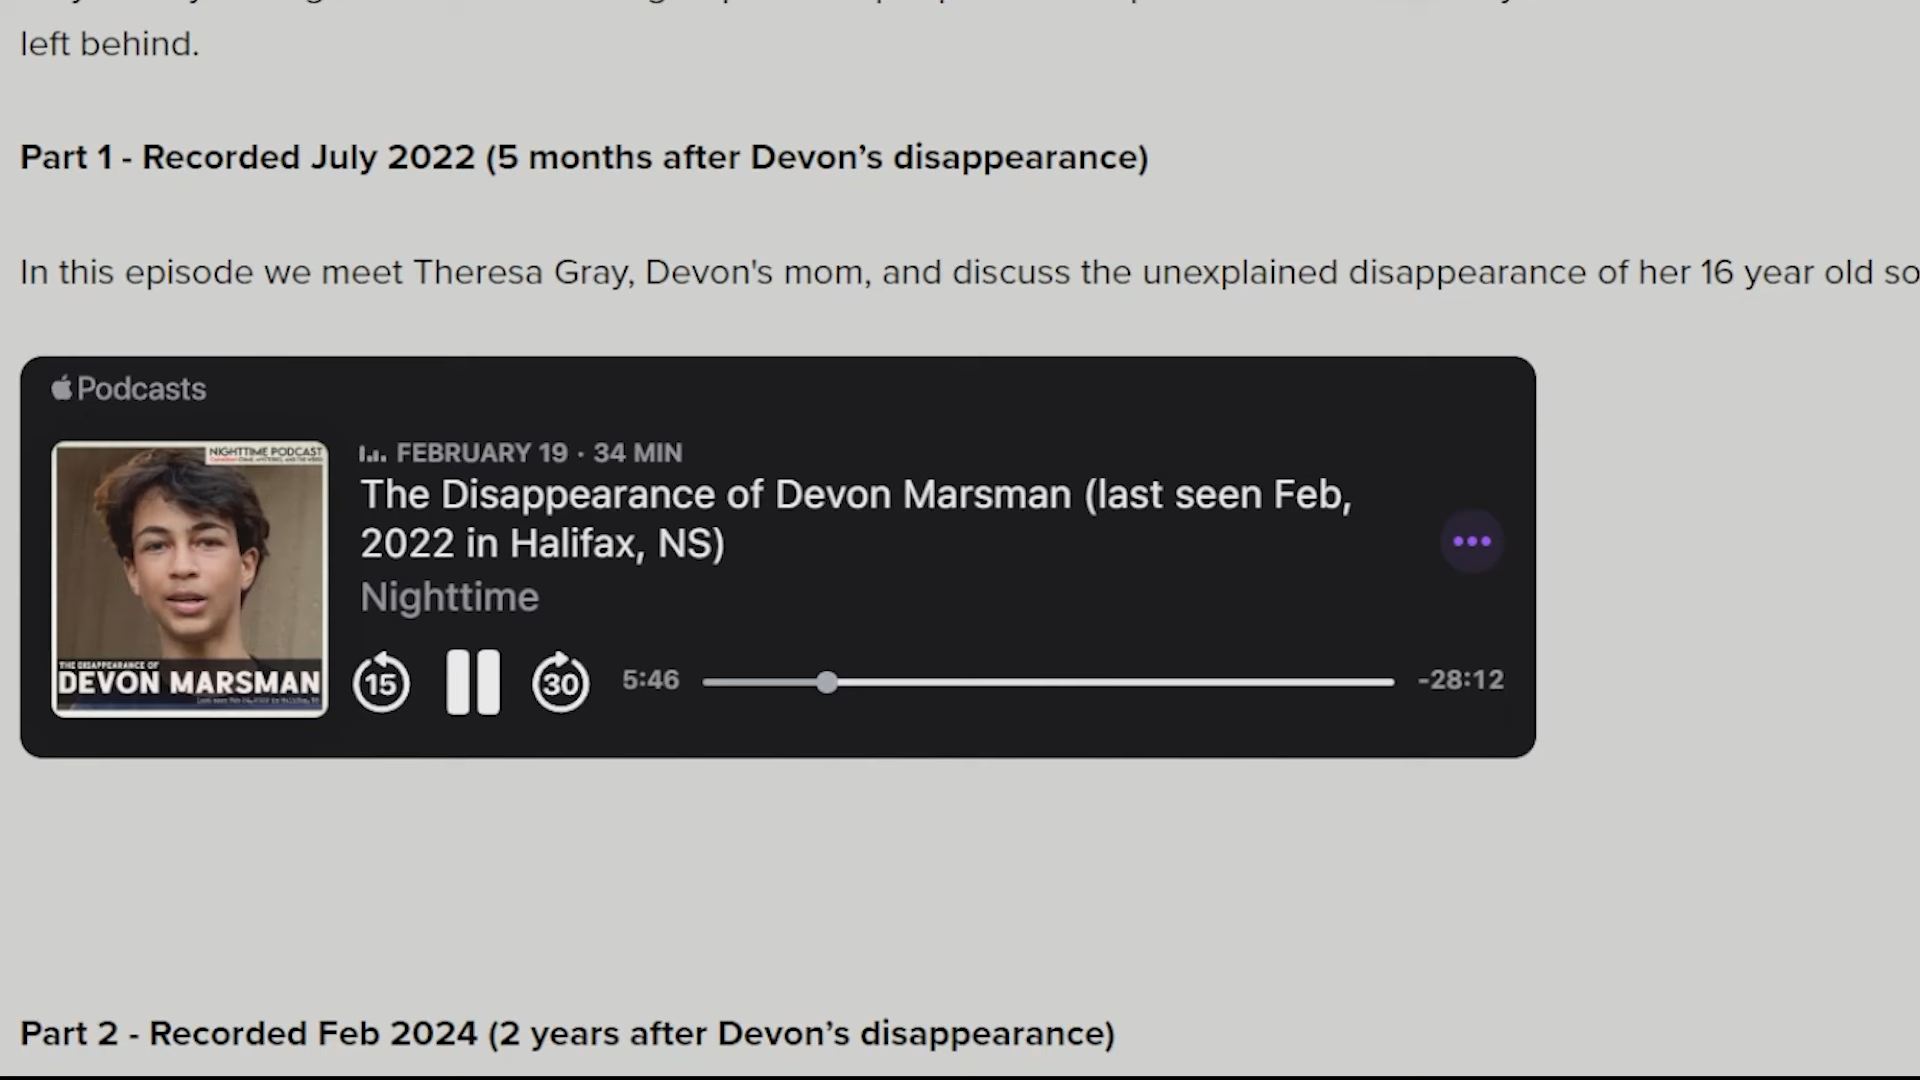 left behind.
Part 1 - Recorded July 2022 (5 months after Devon’s disappearance)
In this episode we meet Theresa Gray, Devon's mom, and discuss the unexplained disappearance of her 16 year old so
Podcasts
FEBRUARY 19 · 34 MIN
The Disappearance of Devon Marsman (last seen Feb,
2022 in Halifax, NS)
Nighttime
NIGHTTIME PODCAST
THE DISAPPEARANCE OF
DEVON MARSMAN
15
30
5:46
-28:12
Part 2 - Recorded Feb 2024 (2 years after Devon’s disappearance)